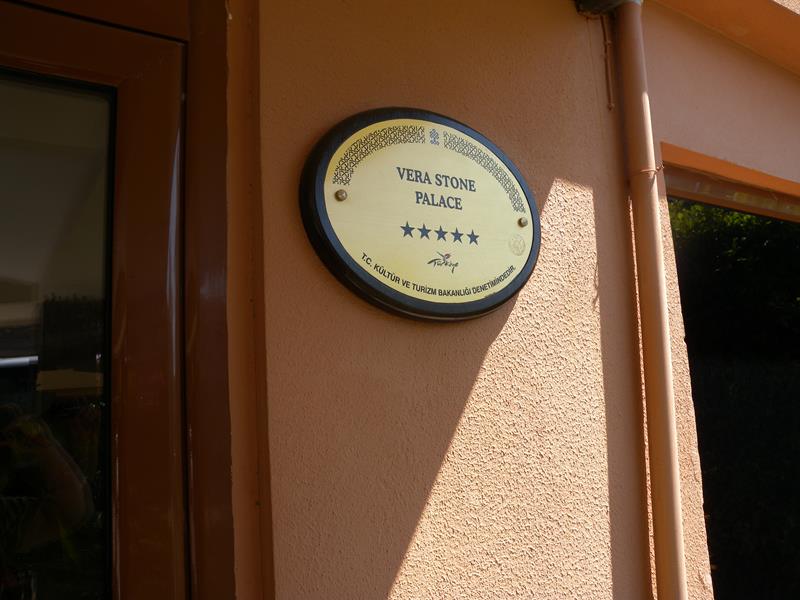 VERA STONE
PALACE
Türkiye
T.C. KÜLTÜR VE TURİZM BAKANLIĞI DENETİMİNDEDİR.